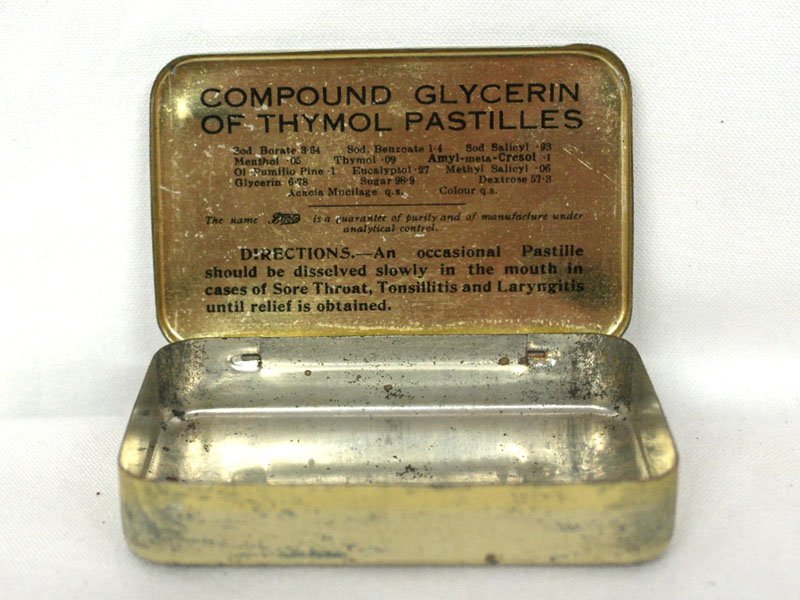 COMPOUND GLYCERIN
OF THYMOL PASTILLES
Sod Borate 3·64 Sod. Benzoate 1·4 Sod Salicyl ·93
Menthol ·05 Thymol ·09 Amyl-meta-Cresol ·1
Ol Pumilio Pine ·1 Eucalyptol ·27 Methyl Salicyl ·06
Glycerin 6·78 Sugar 98·9 Dextrose 57·3
Acacia Mucilage q.s. Colour q.s.
The name Boots is a guarantee of purity and of manufacture under
analytical control.
DIRECTIONS.—An occasional Pastille
should be disselved slowly in the mouth in
cases of Sore Throat, Tonsillitis and Laryngitis
until relief is obtained.